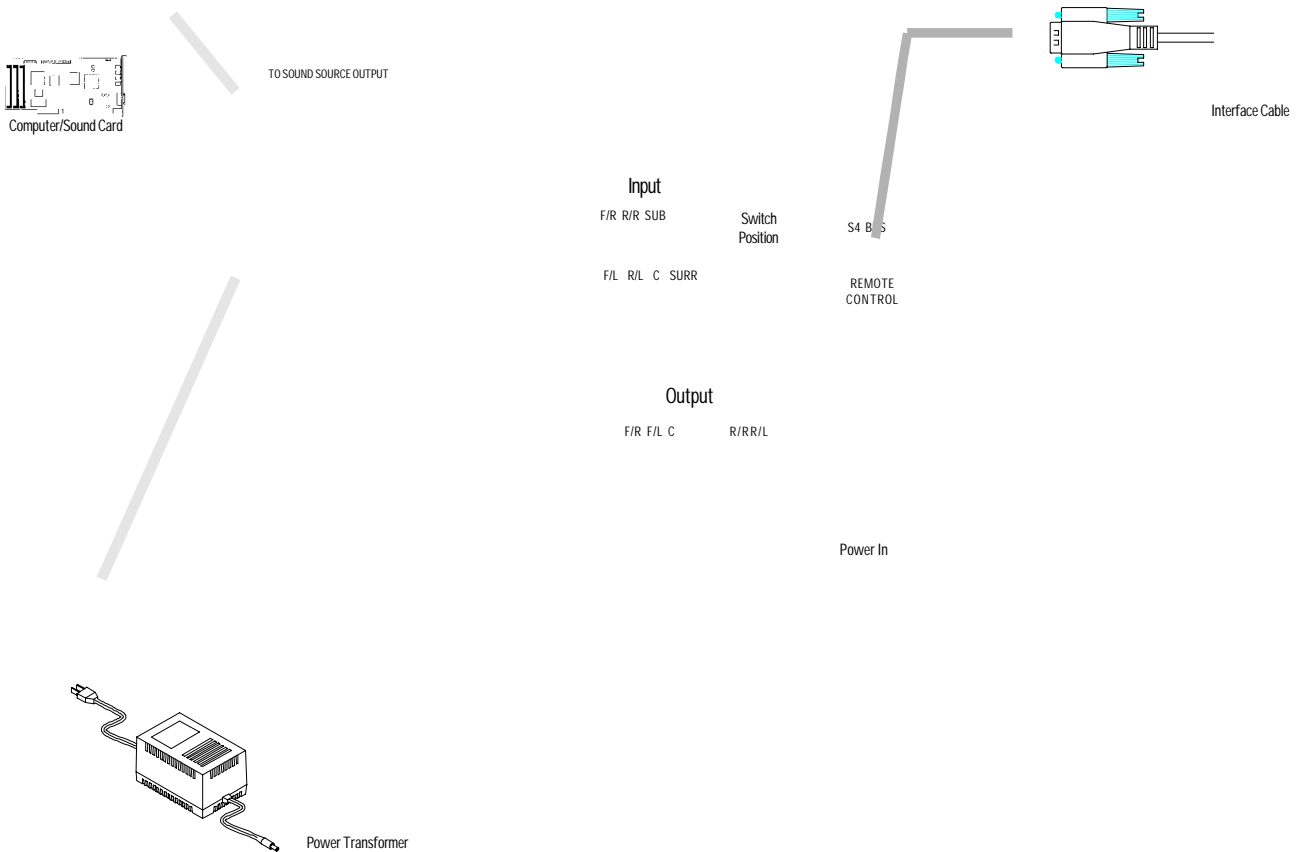 TO SOUND SOURCE OUTPUT
Computer/Sound Card
Interface Cable
Input
F/R R/R SUB
Switch
Position
S4 B S
F/L R/L C SURR
REMOTE
CONTROL
Output
F/R F/L C R/RR/L
Power In
Power Transformer